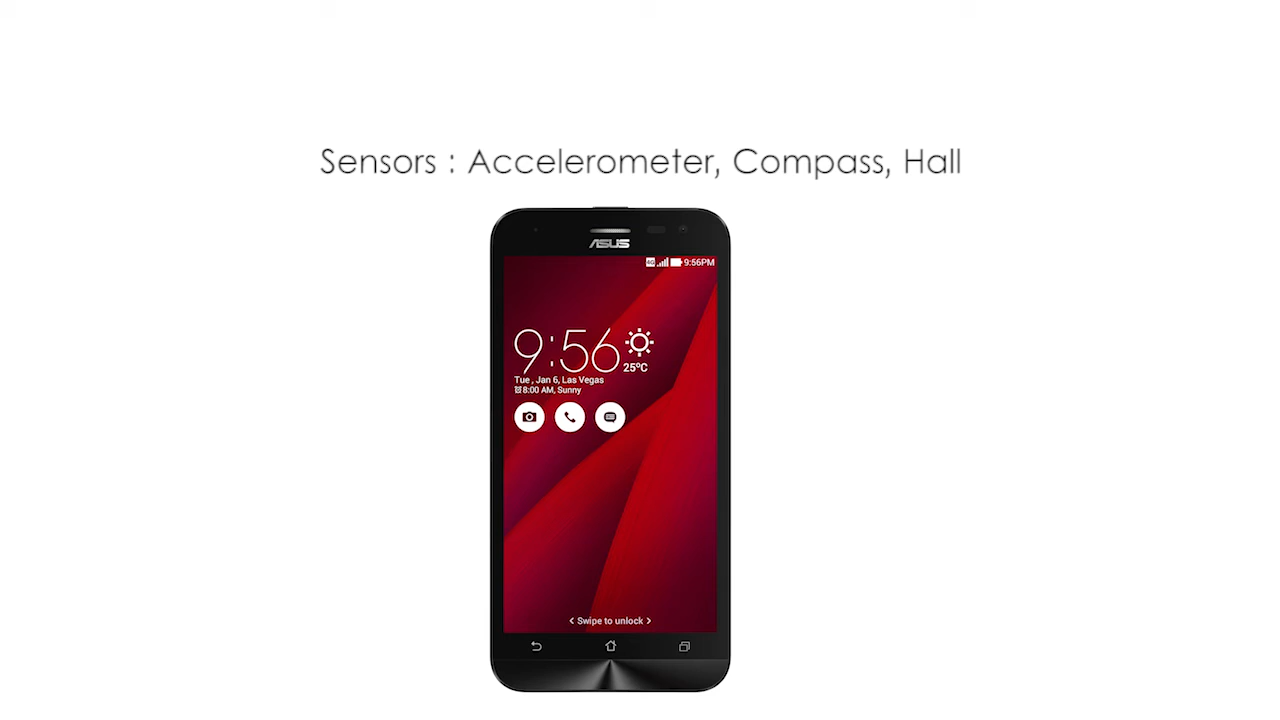 Sensors : Accelerometer, Compass, Hall
ASUS
4G 9:56PM
9:56
25°C
Tue , Jan 6, Las Vegas
8:00 AM, Sunny
< Swipe to unlock >